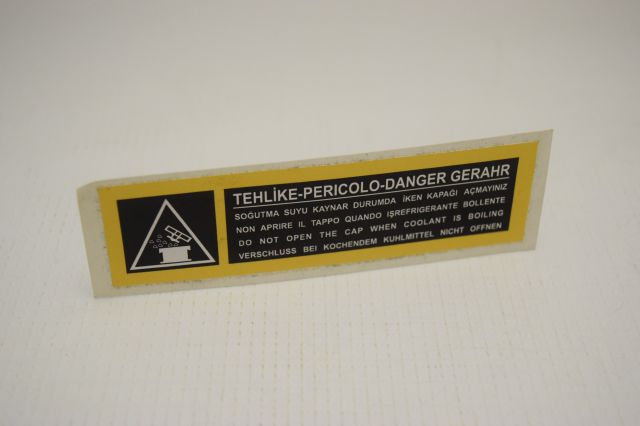 TEHLİKE-PERICOLO-DANGER GERAHR
SOĞUTMA SUYU KAYNAR DURUMDA İKEN KAPAĞI AÇMAYINIZ
NON APRIRE IL TAPPO QUANDO IŞREFRIGERANTE BOLLENTE
DO NOT OPEN THE CAP WHEN COOLANT IS BOILING
VERSCHLUSS BEI KOCHENDEM KUHLMITTEL NICHT OFFNEN